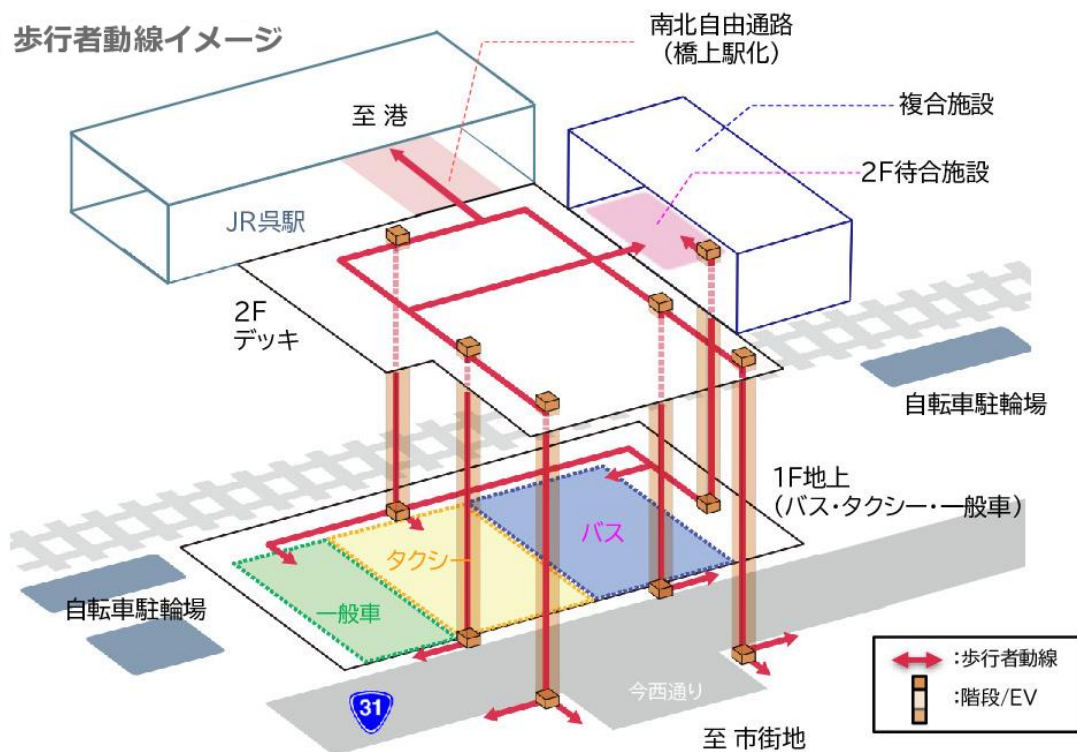 歩行者動線イメージ
南北自由通路
(橋上駅化)
至 港
複合施設
2F待合施設
JR呉駅
2F
デッキ
自転車駐輪場
1F地上
(バス・タクシー・一般車)
バス
タクシー
一般車
自転車駐輪場
:歩行者動線
:階段/EV
今西通り
31
至 市街地